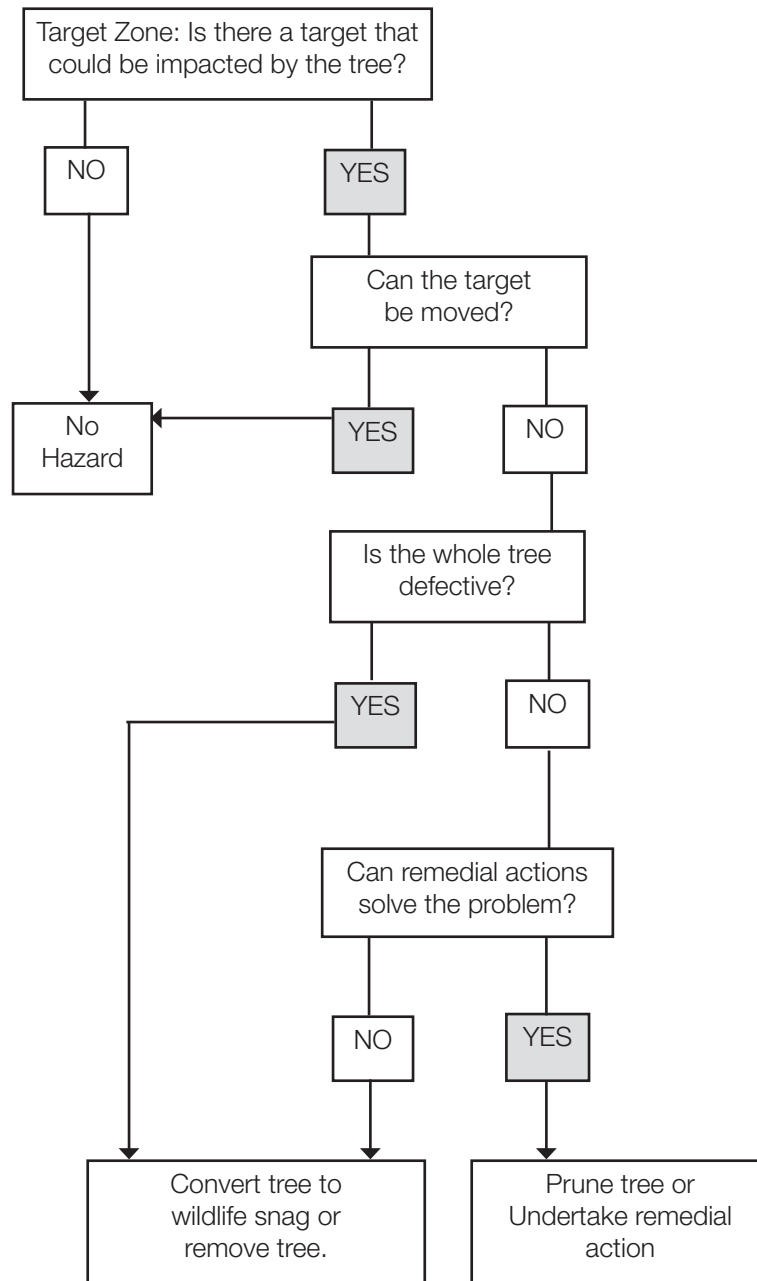 Target Zone: Is there a target that
could be impacted by the tree?
NO
YES
Can the target
be moved?
No
Hazard
YES
NO
Is the whole tree
defective?
YES
NO
Can remedial actions
solve the problem?
NO
YES
Convert tree to
wildlife snag or
remove tree.
Prune tree or
Undertake remedial
action